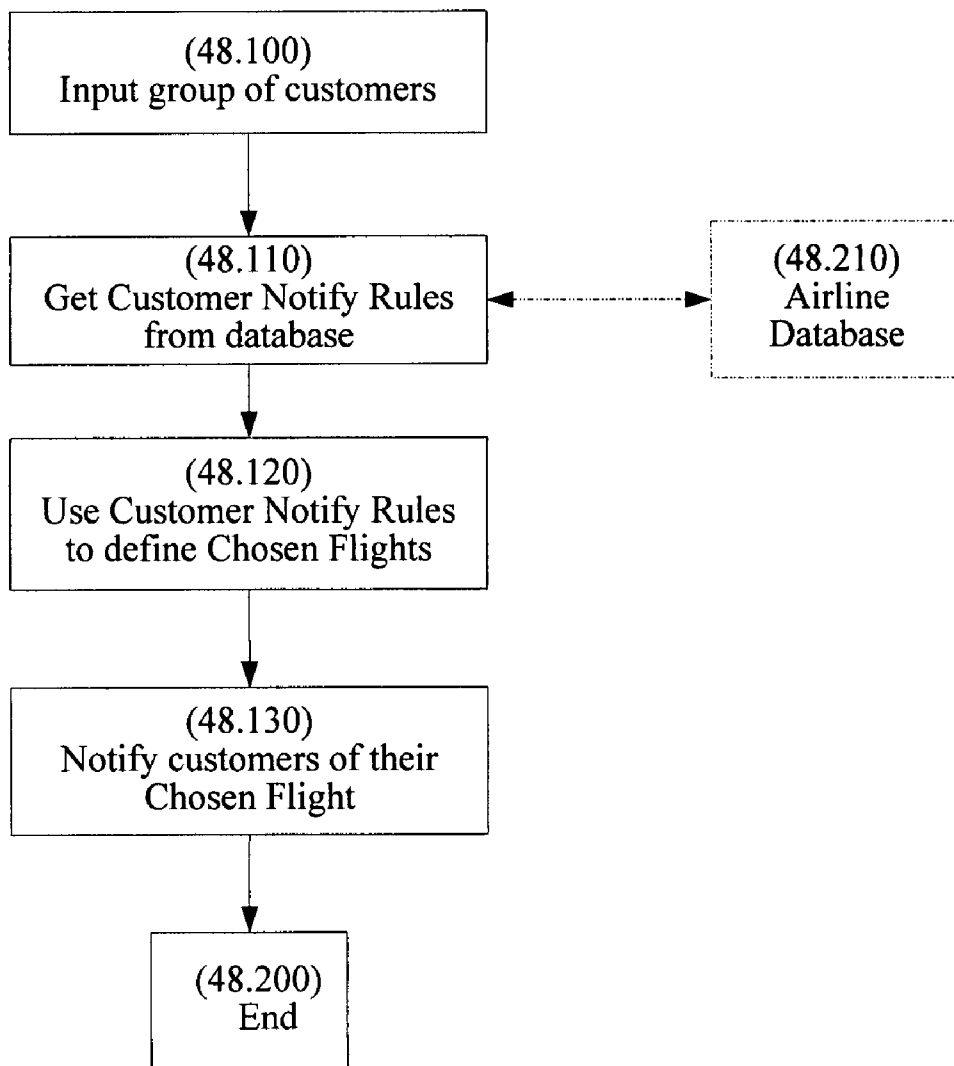 (48.100)
Input group of customers
(48.110)
Get Customer Notify Rules
from database
(48.210)
Airline
Database
(48.120)
Use Customer Notify Rules
to define Chosen Flights
(48.130)
Notify customers of their
Chosen Flight
(48.200)
End